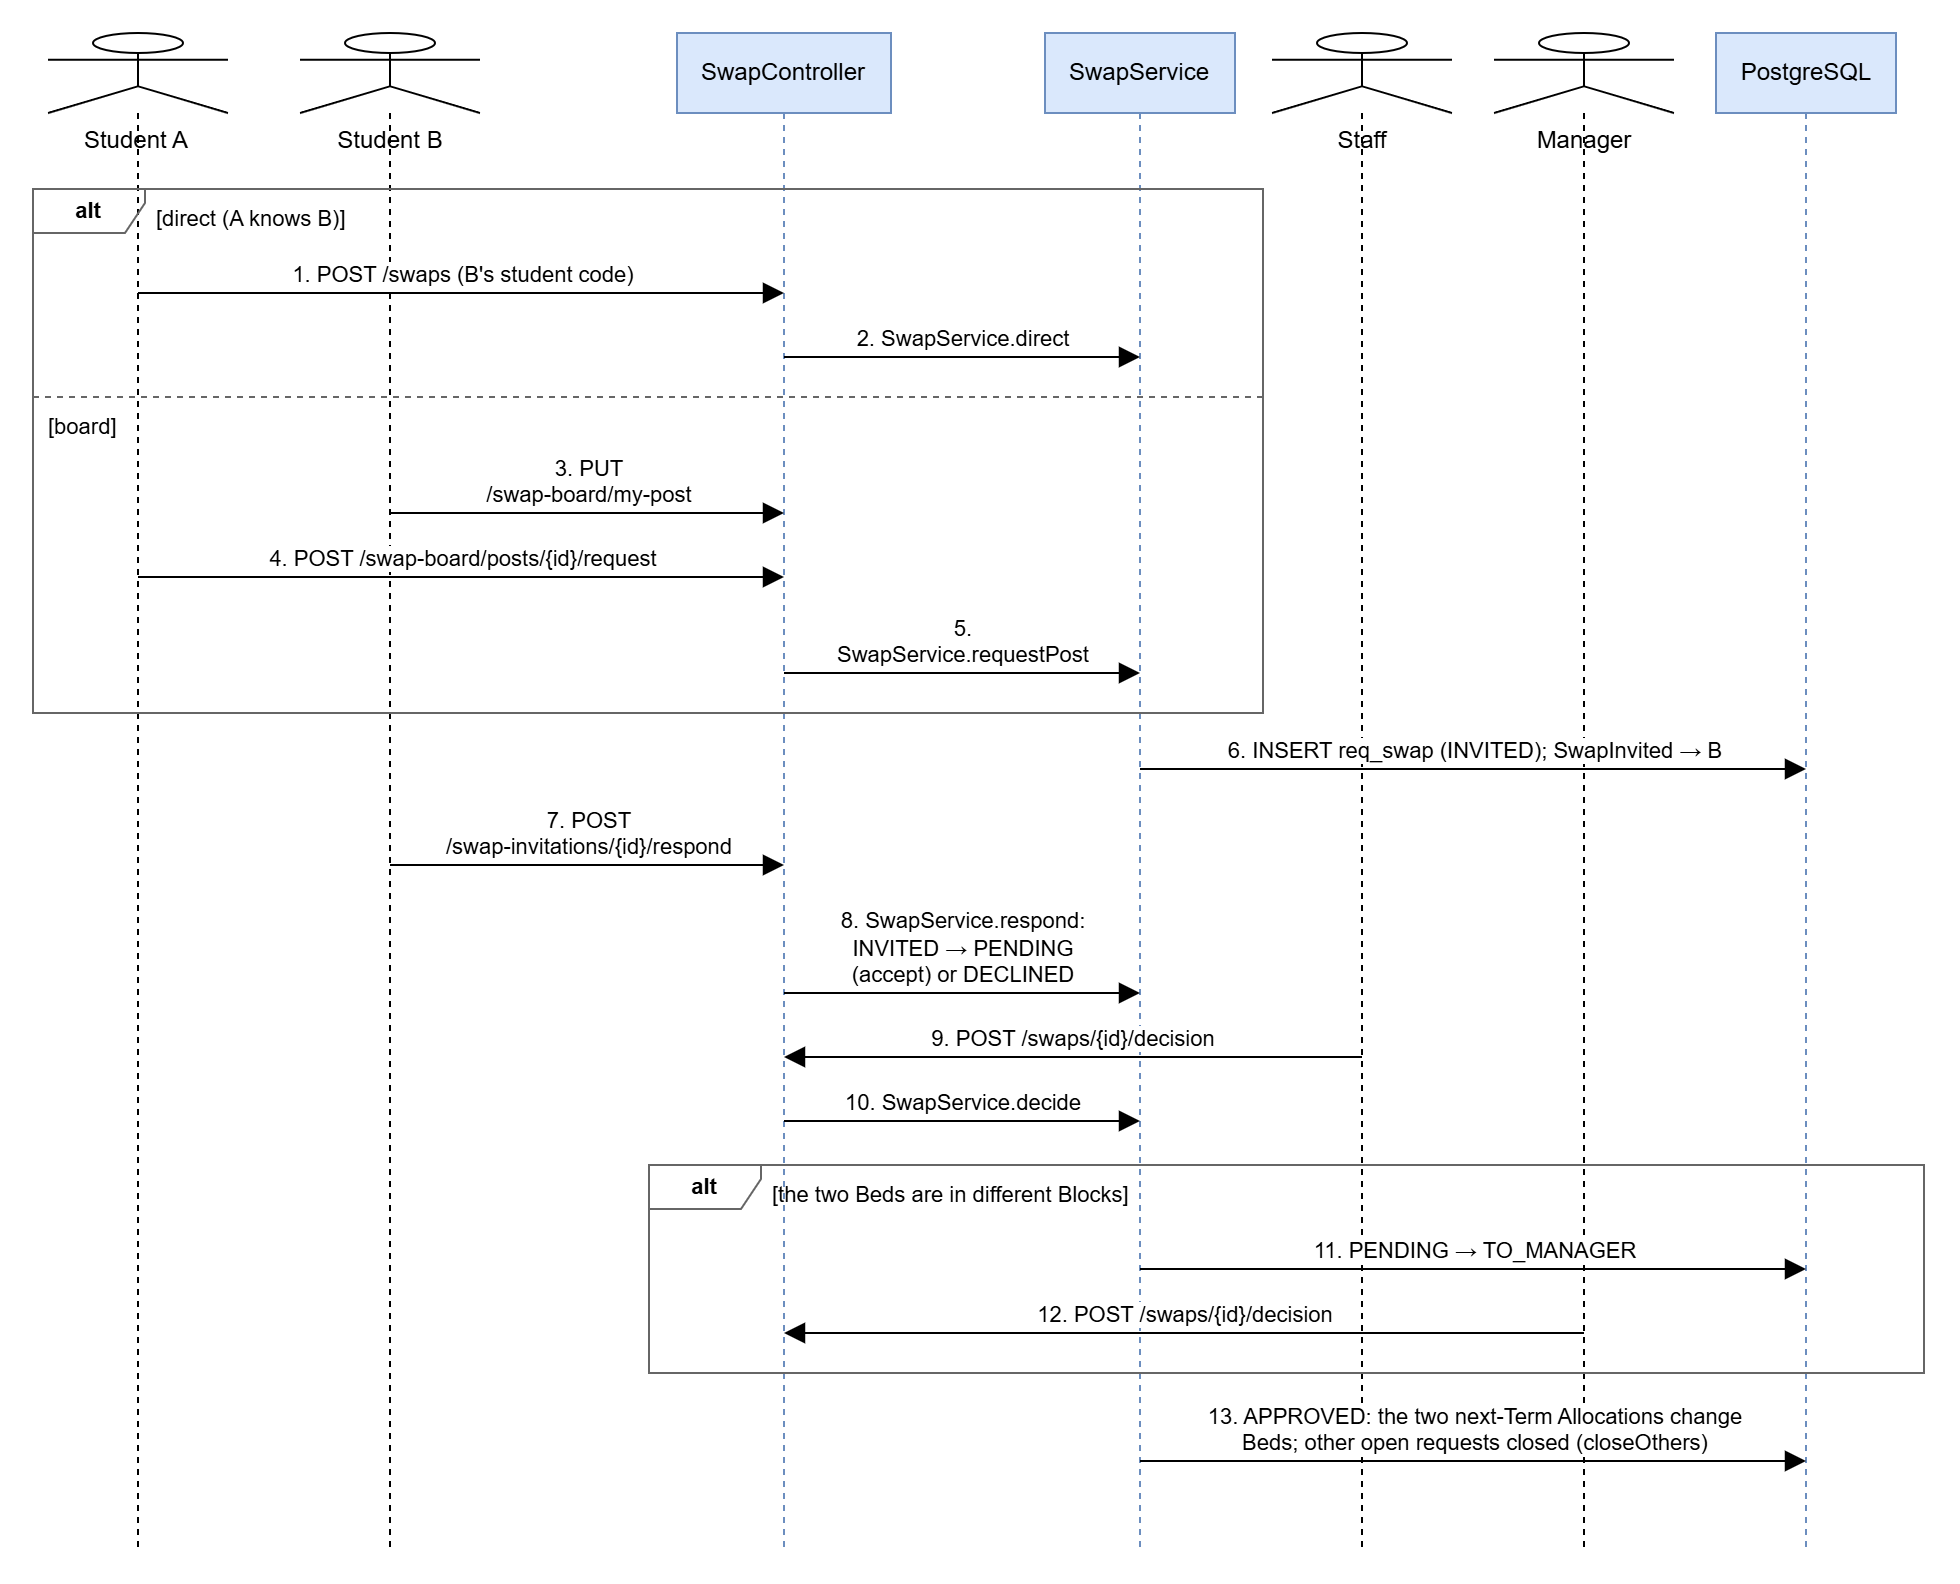 SwapController
SwapService
PostgreSQL
Student A
Student B
Staff
Manager
alt
[direct (A knows B)]
1. POST /swaps (B's student code)
2. SwapService.direct
[board]
3. PUT
/swap-board/my-post
4. POST /swap-board/posts/{id}/request
5.
SwapService.requestPost
6. INSERT req_swap (INVITED); SwapInvited → B
7. POST
/swap-invitations/{id}/respond
8. SwapService.respond:
INVITED → PENDING
(accept) or DECLINED
9. POST /swaps/{id}/decision
10. SwapService.decide
alt
[the two Beds are in different Blocks]
11. PENDING → TO_MANAGER
12. POST /swaps/{id}/decision
13. APPROVED: the two next-Term Allocations change
Beds; other open requests closed (closeOthers)